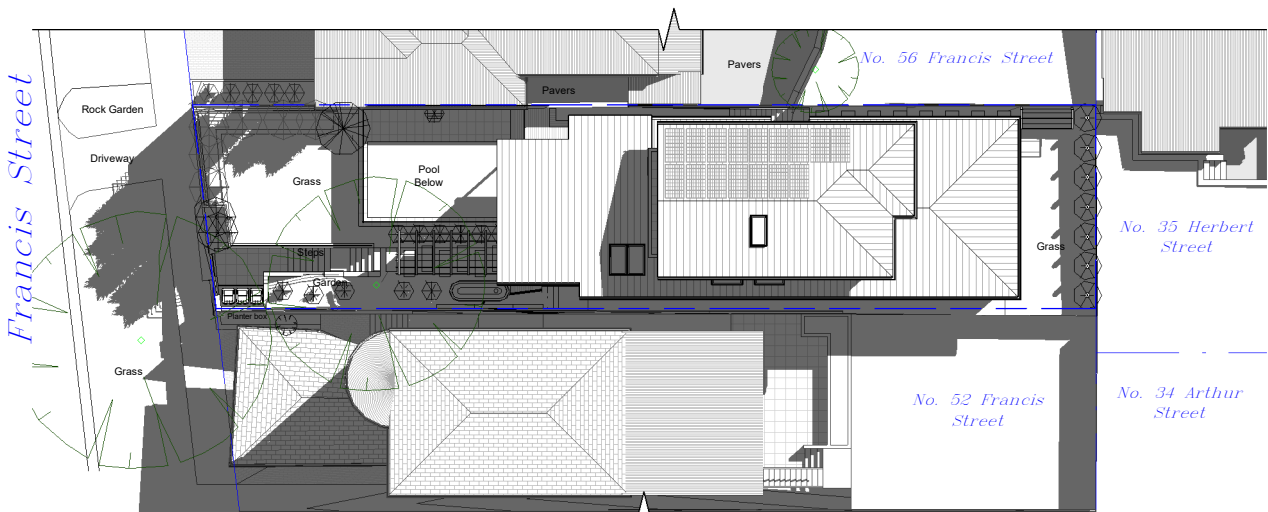 Francis Street
Rock Garden
Driveway
Grass
Pavers
Pavers
No. 56 Francis Street
Grass
Pool
Below
Steps
Garden
Planter box
Grass
No. 35 Herbert
Street
No. 52 Francis
Street
No. 34 Arthur
Street